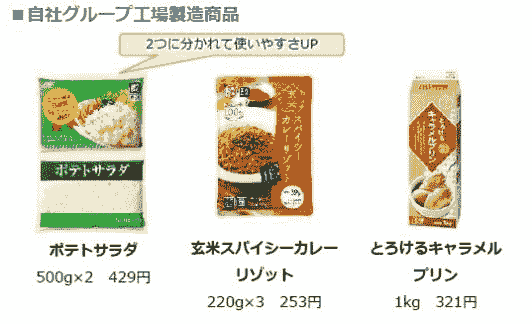 ■自社グループ工場製造商品
2つに分かれて使いやすさUP
ポテトサラダ
スパイシー
カレーリゾット
とろける
キャラメルプリン
ポテトサラダ
500g×2 429円
玄米スパイシーカレー
リゾット
220g×3 253円
とろけるキャラメル
プリン
1kg 321円